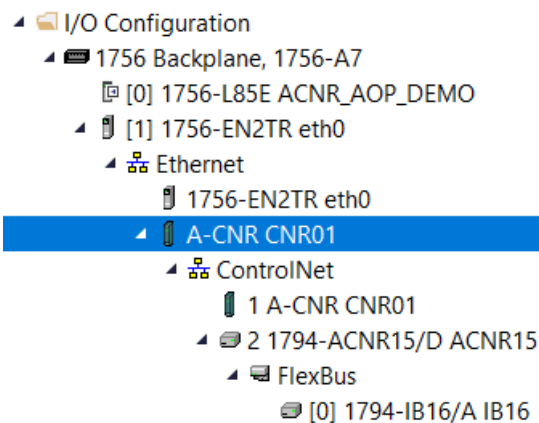 I/O Configuration
1756 Backplane, 1756-A7
[0] 1756-L85E ACNR_AOP_DEMO
[1] 1756-EN2TR eth0
Ethernet
1756-EN2TR eth0
A-CNR CNR01
ControlNet
1 A-CNR CNR01
2 1794-ACNR15/D ACNR15
FlexBus
[0] 1794-IB16/A IB16